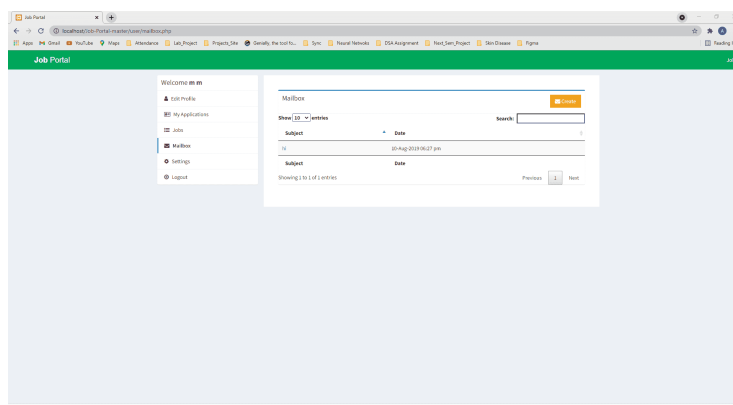 Job Portal
localhost/Job-Portal-master/user/mailbox.php
Apps Gmail YouTube Maps Attendance Lab_Project Projects_Site Genially, the tool fo... Sync Neural Netwoks DSA Assignment Next_Sem_Project Skin Disease Figma Reading
Job Portal
Welcome m m
Edit Profile
My Applications
Jobs
Mailbox
Settings
Logout
Mailbox
Create
Show 10 entries
Search:
Subject Date
10-Aug-2019 06:27 pm
Subject Date
Showing 1 to 1 of 1 entries
Previous 1 Next